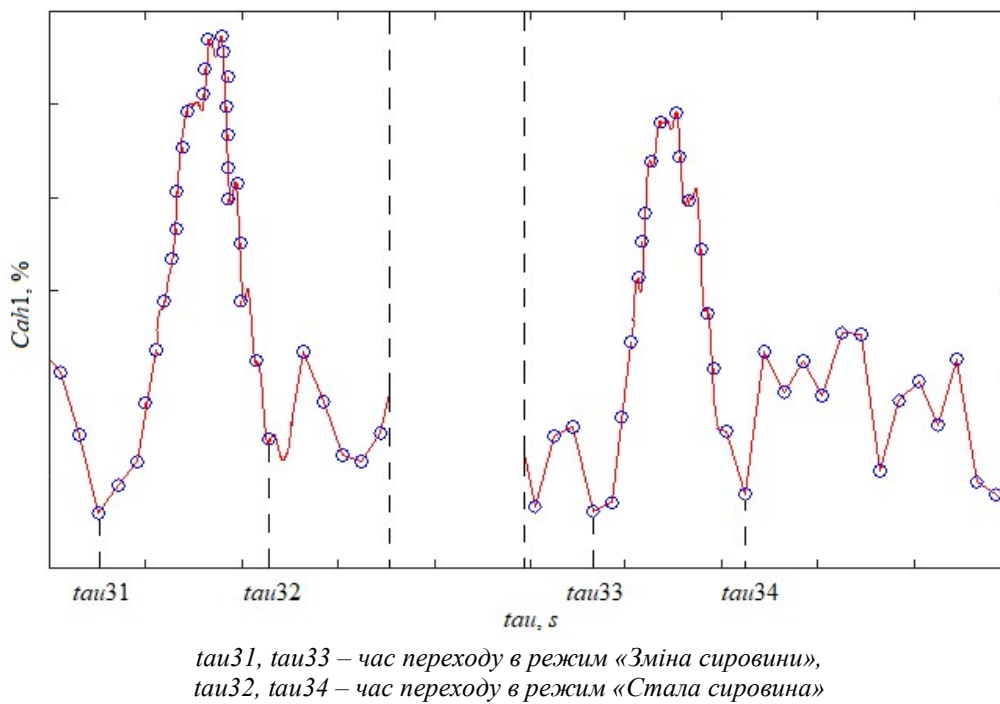 Cah1, %
tau31 tau32 tau33 tau34
tau, s
tau31, tau33 – час переходу в режим «Зміна сировини»,
tau32, tau34 – час переходу в режим «Стала сировина»